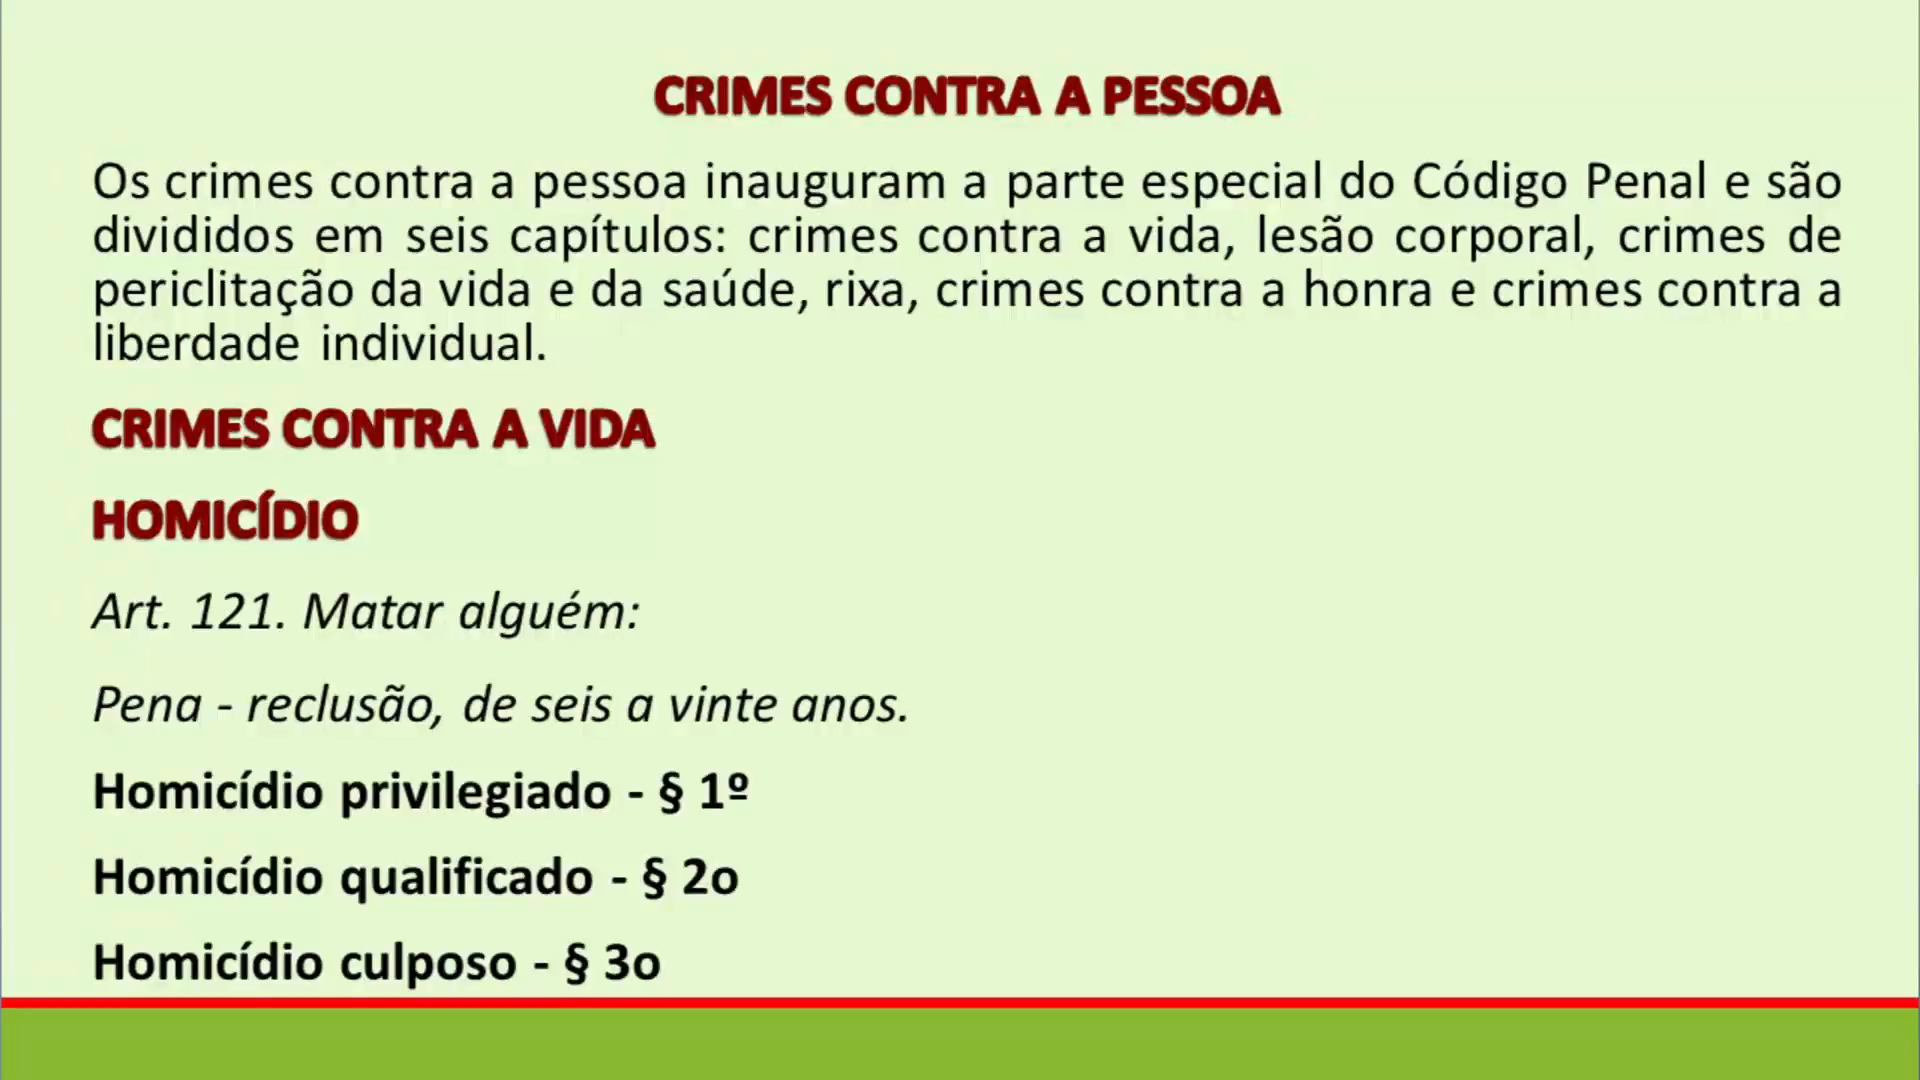 CRIMES CONTRA A PESSOA
Os crimes contra a pessoa inauguram a parte especial do Código Penal e são
divididos em seis capítulos: crimes contra a vida, lesão corporal, crimes de
periclitação da vida e da saúde, rixa, crimes contra a honra e crimes contra a
liberdade individual.
CRIMES CONTRA A VIDA
HOMICÍDIO
Art. 121. Matar alguém:
Pena - reclusão, de seis a vinte anos.
Homicídio privilegiado - § 1º
Homicídio qualificado - § 2o
Homicídio culposo - § 3o